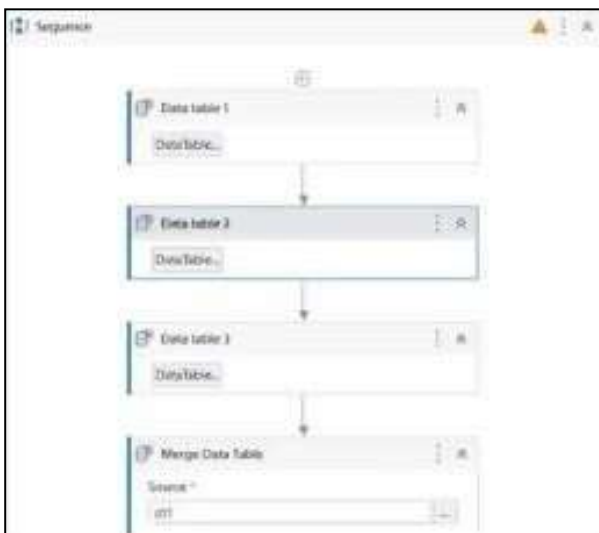 Sequence
Data table 1
DataTable...
Data table 2
DataTable...
Data table 3
DataTable...
Merge Data Table
Source *
dt1
...